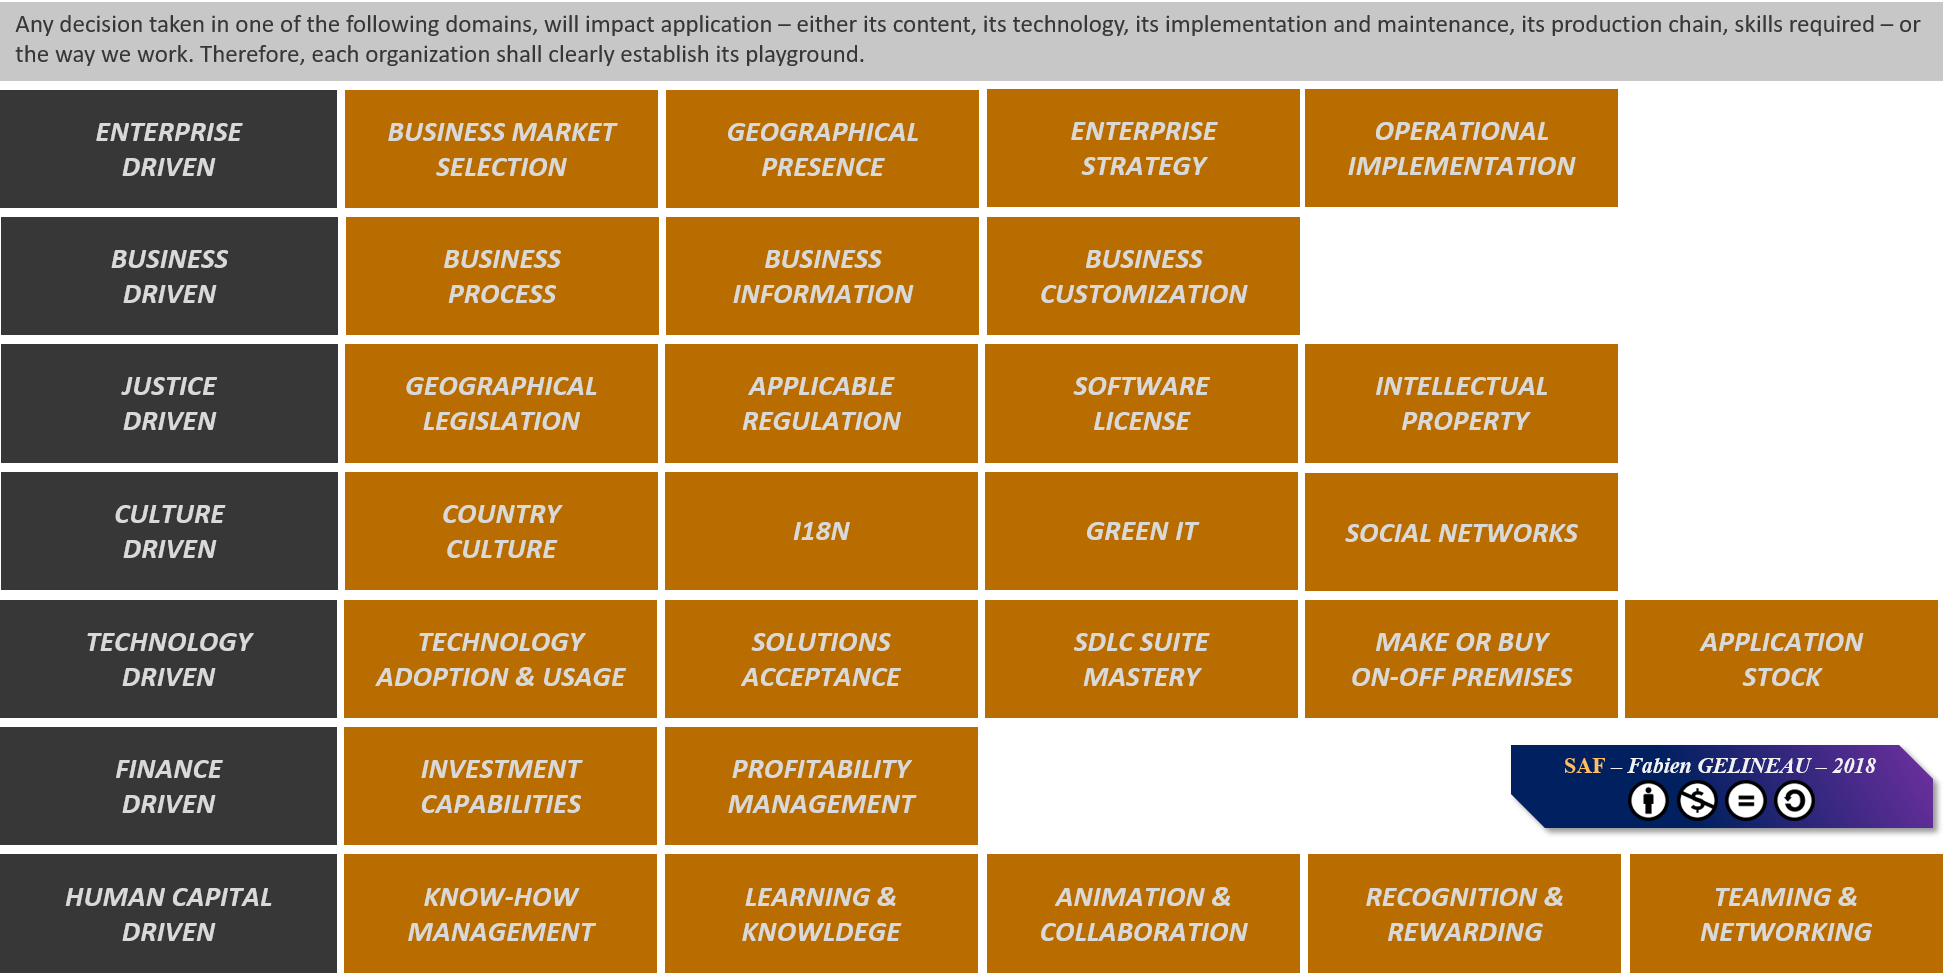 Any decision taken in one of the following domains, will impact application – either its content, its technology, its implementation and maintenance, its production chain, skills required – or
the way we work. Therefore, each organization shall clearly establish its playground.
ENTERPRISE
DRIVEN
BUSINESS MARKET
SELECTION
GEOGRAPHICAL
PRESENCE
ENTERPRISE
STRATEGY
OPERATIONAL
IMPLEMENTATION
BUSINESS
DRIVEN
BUSINESS
PROCESS
BUSINESS
INFORMATION
BUSINESS
CUSTOMIZATION
JUSTICE
DRIVEN
GEOGRAPHICAL
LEGISLATION
APPLICABLE
REGULATION
SOFTWARE
LICENSE
INTELLECTUAL
PROPERTY
CULTURE
DRIVEN
COUNTRY
CULTURE
I18N
GREEN IT
SOCIAL NETWORKS
TECHNOLOGY
DRIVEN
TECHNOLOGY
ADOPTION & USAGE
SOLUTIONS
ACCEPTANCE
SDLC SUITE
MASTERY
MAKE OR BUY
ON-OFF PREMISES
APPLICATION
STOCK
FINANCE
DRIVEN
INVESTMENT
CAPABILITIES
PROFITABILITY
MANAGEMENT
SAF – Fabien GELINEAU – 2018
HUMAN CAPITAL
DRIVEN
KNOW-HOW
MANAGEMENT
LEARNING &
KNOWLDEGE
ANIMATION &
COLLABORATION
RECOGNITION &
REWARDING
TEAMING &
NETWORKING